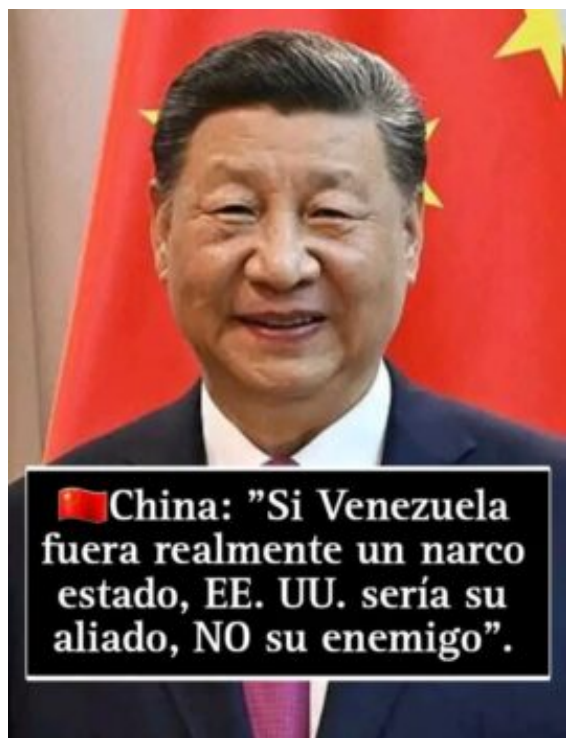 🇨🇳China: ”Si Venezuela
fuera realmente un narco
estado, EE. UU. sería su
aliado, NO su enemigo”.